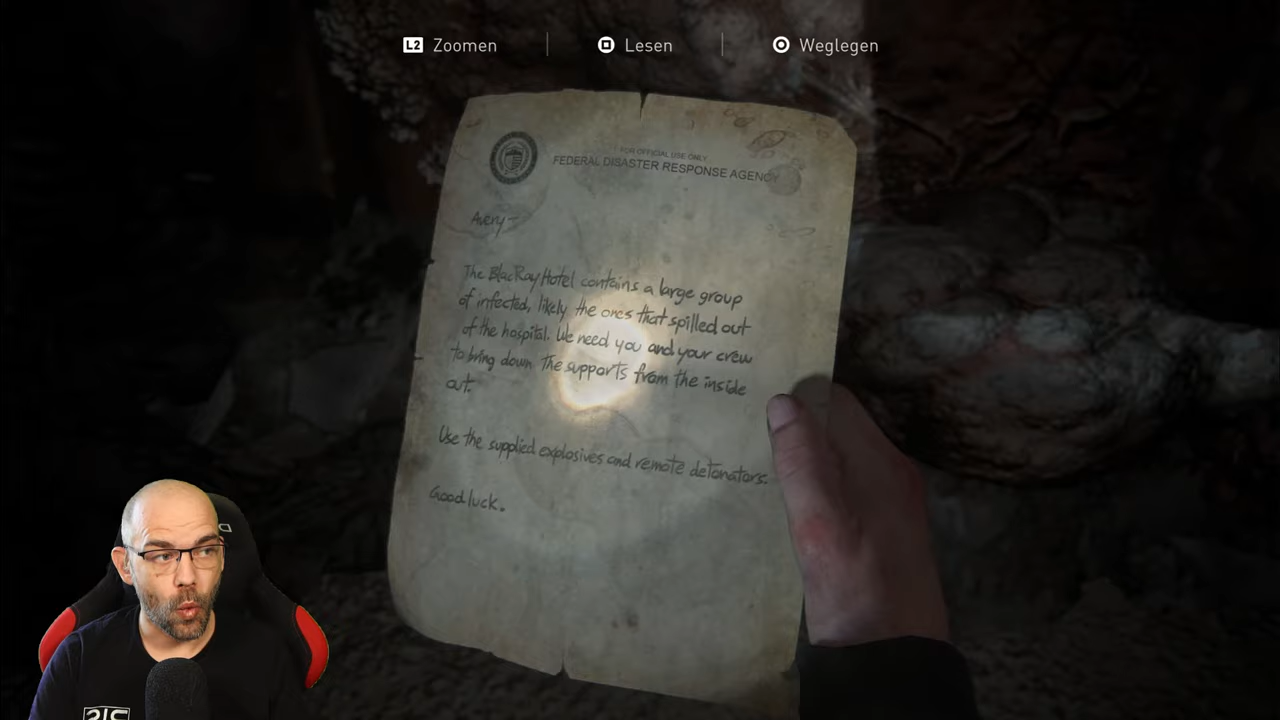 L2 Zoomen
Lesen
Weglegen
FOR OFFICIAL USE ONLY
FEDERAL DISASTER RESPONSE AGENCY
Avery-
The BlacRay Hotel contains a large group
of infected, likely the ones that spilled out
of the hospital. We need you and your crew
to bring down the supports from the inside
out.
Use the supplied explosives and remote detonators.
Good luck.